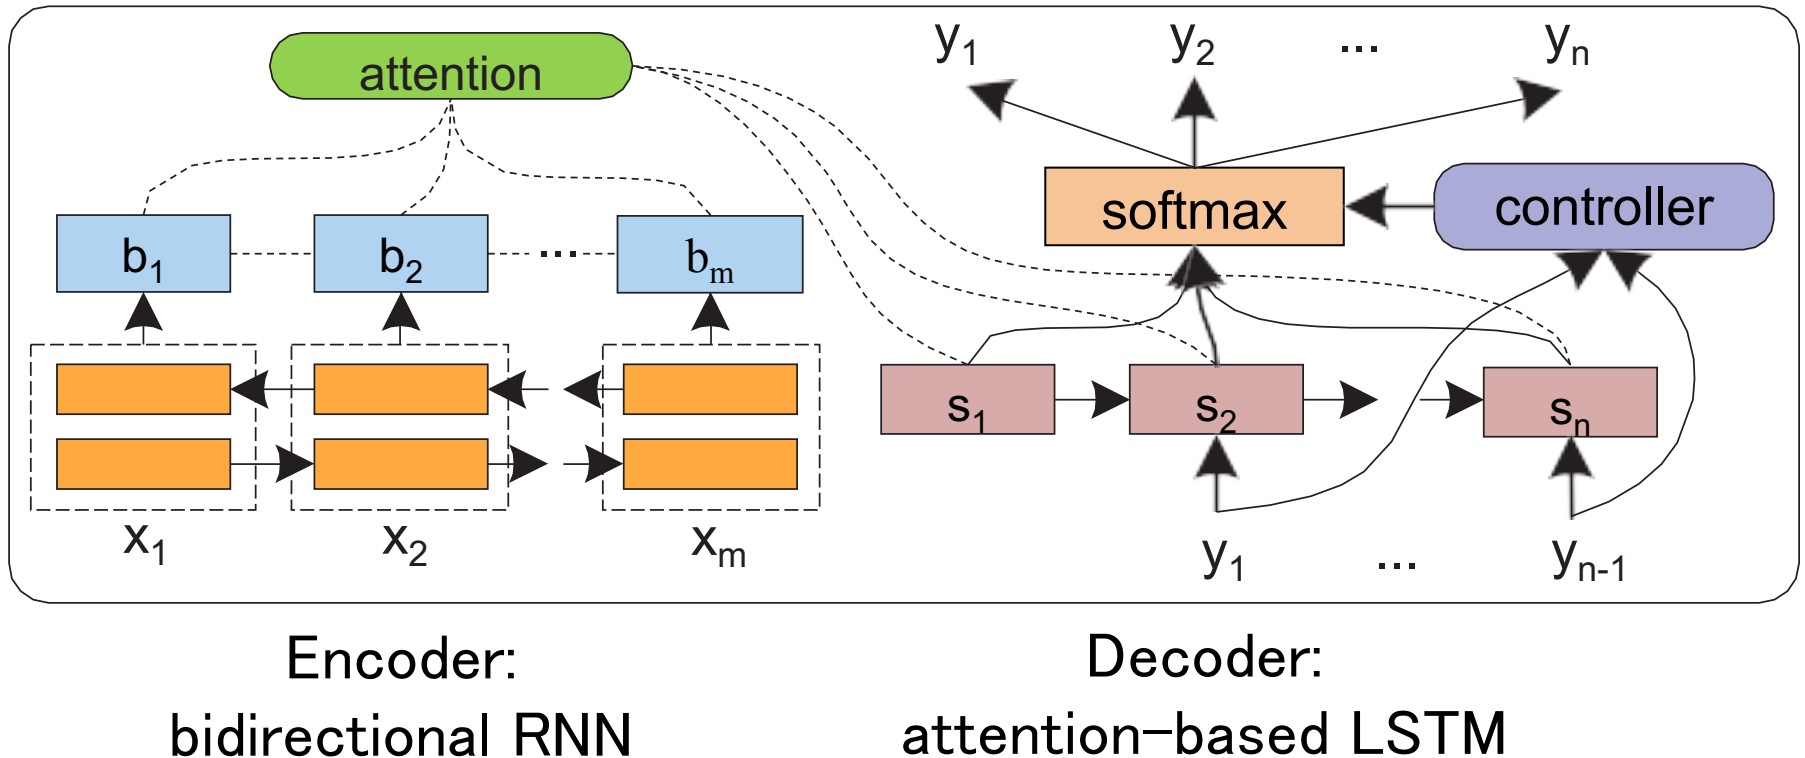 attention
y1 y2 ... yn
softmax
controller
b1 b2 ... bm
s1 s2 sn
x1 x2 xm
y1 ... yn-1
Encoder:
bidirectional RNN
Decoder:
attention-based LSTM